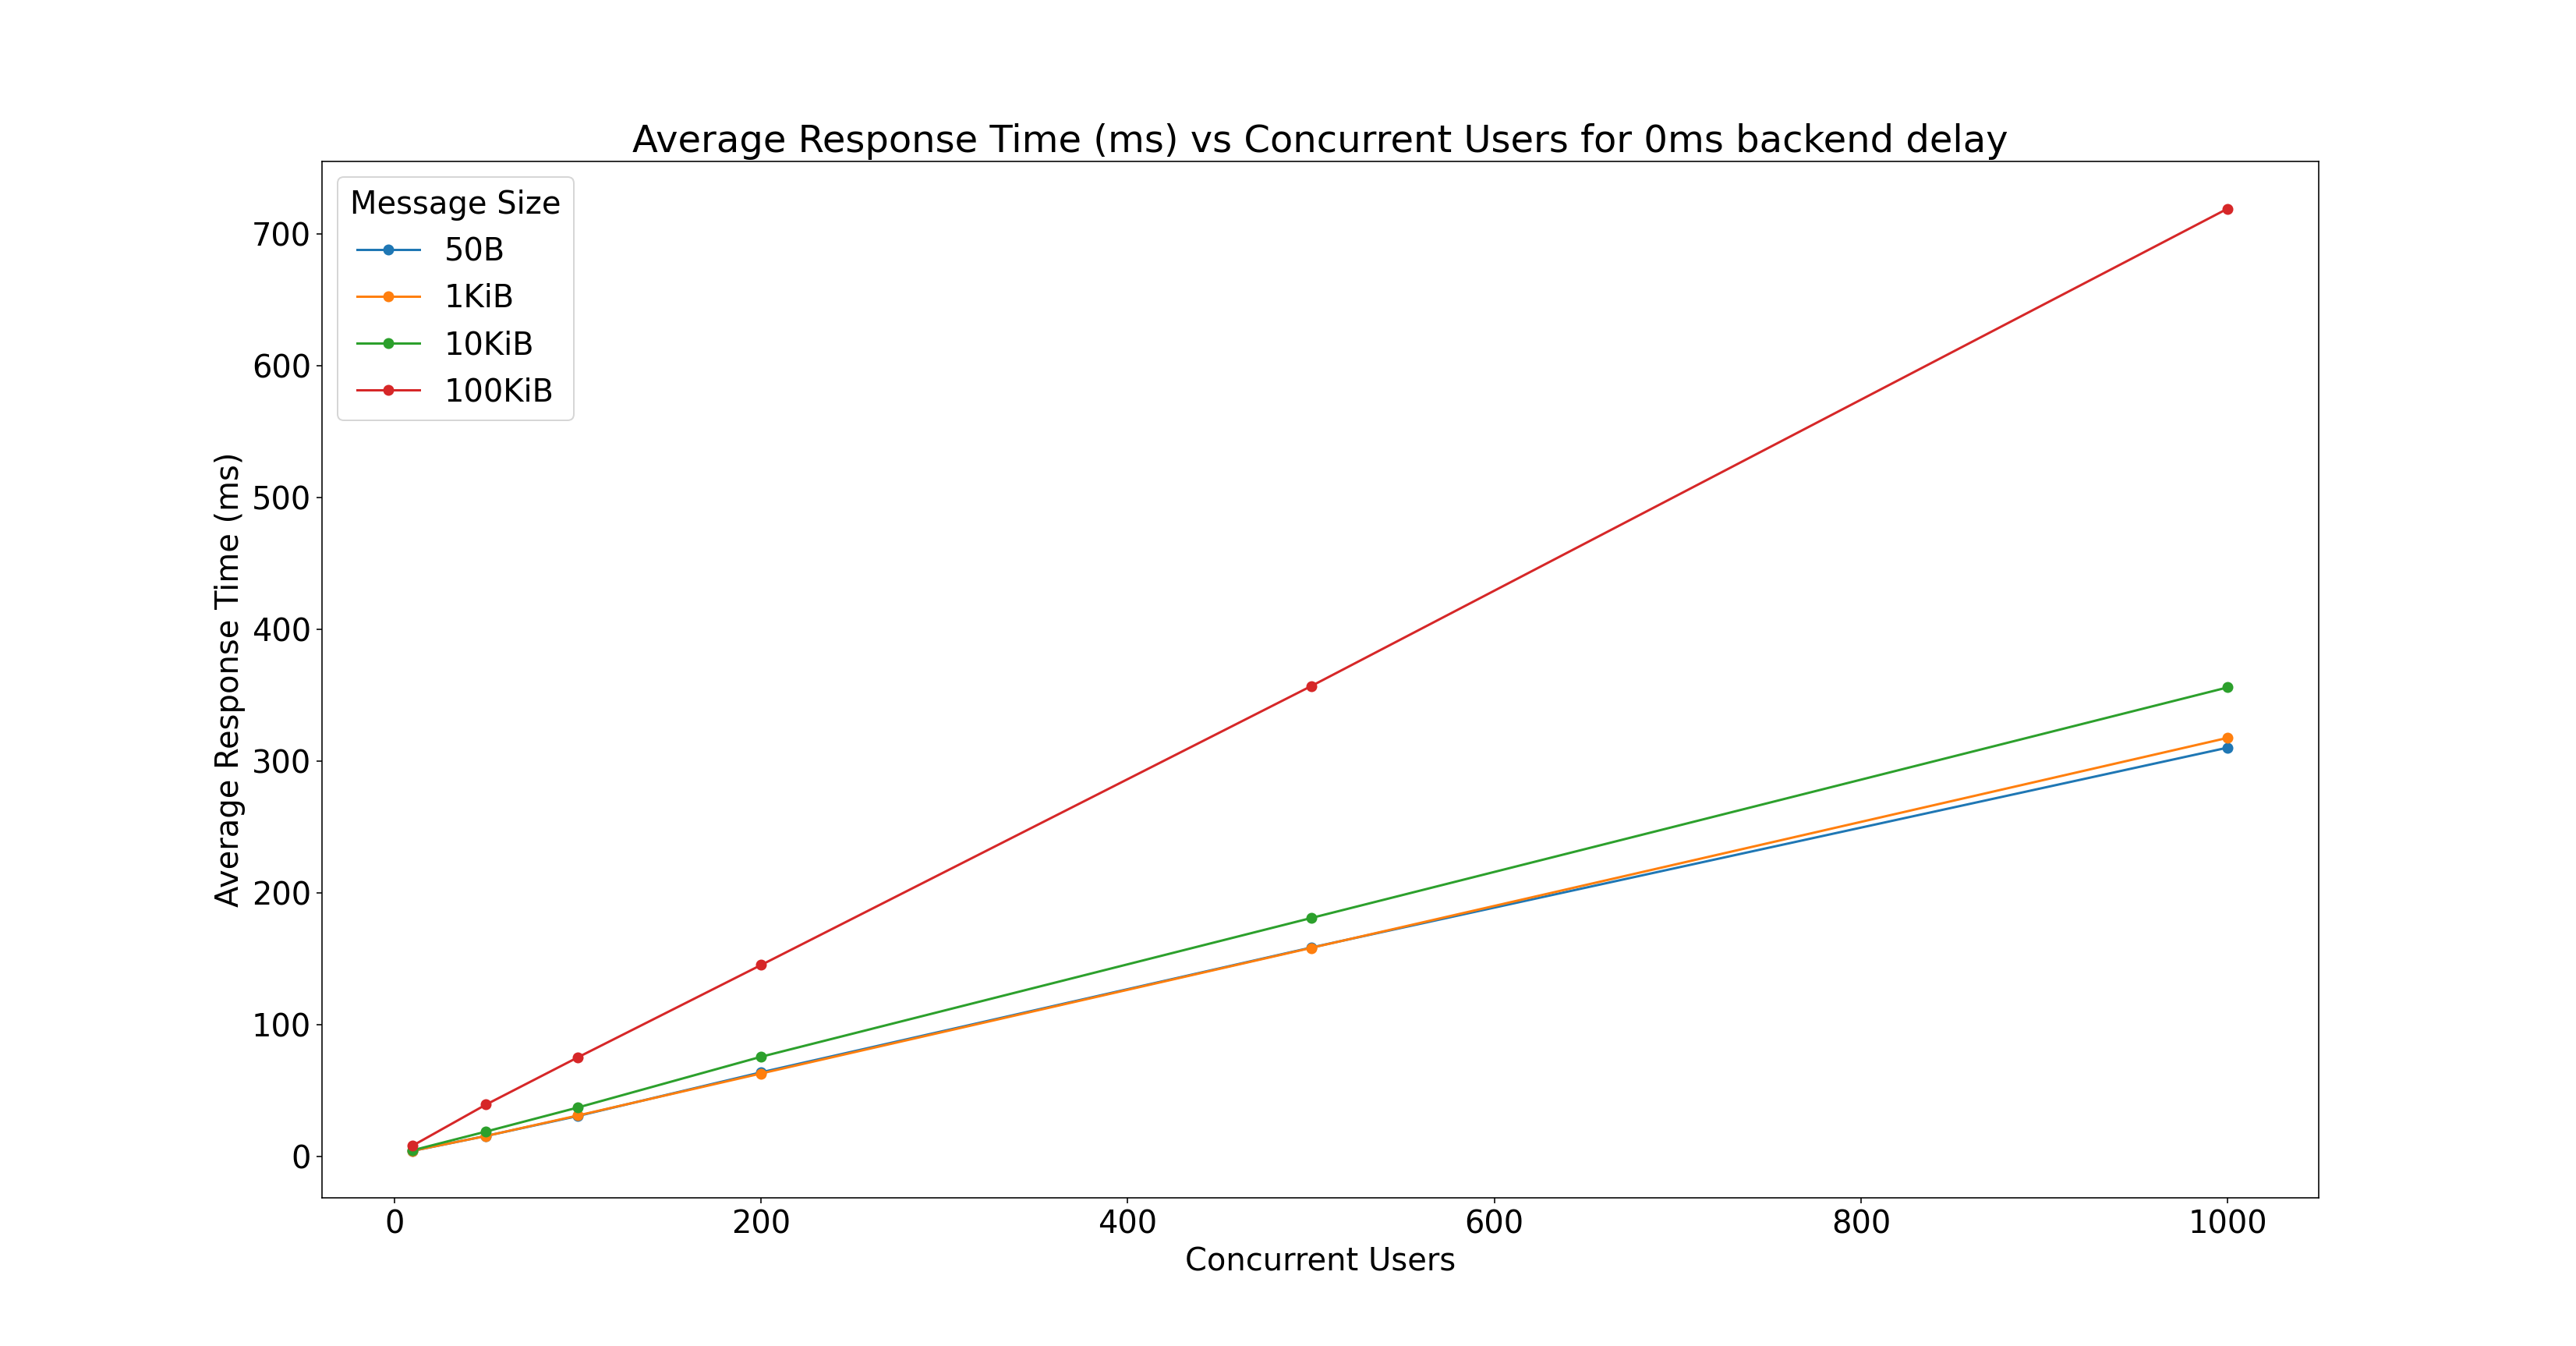 Average Response Time (ms) vs Concurrent Users for 0ms backend delay
Message Size
50B
1KiB
10KiB
100KiB
Average Response Time (ms)
700
600
500
400
300
200
100
0
0 200 400 600 800 1000
Concurrent Users